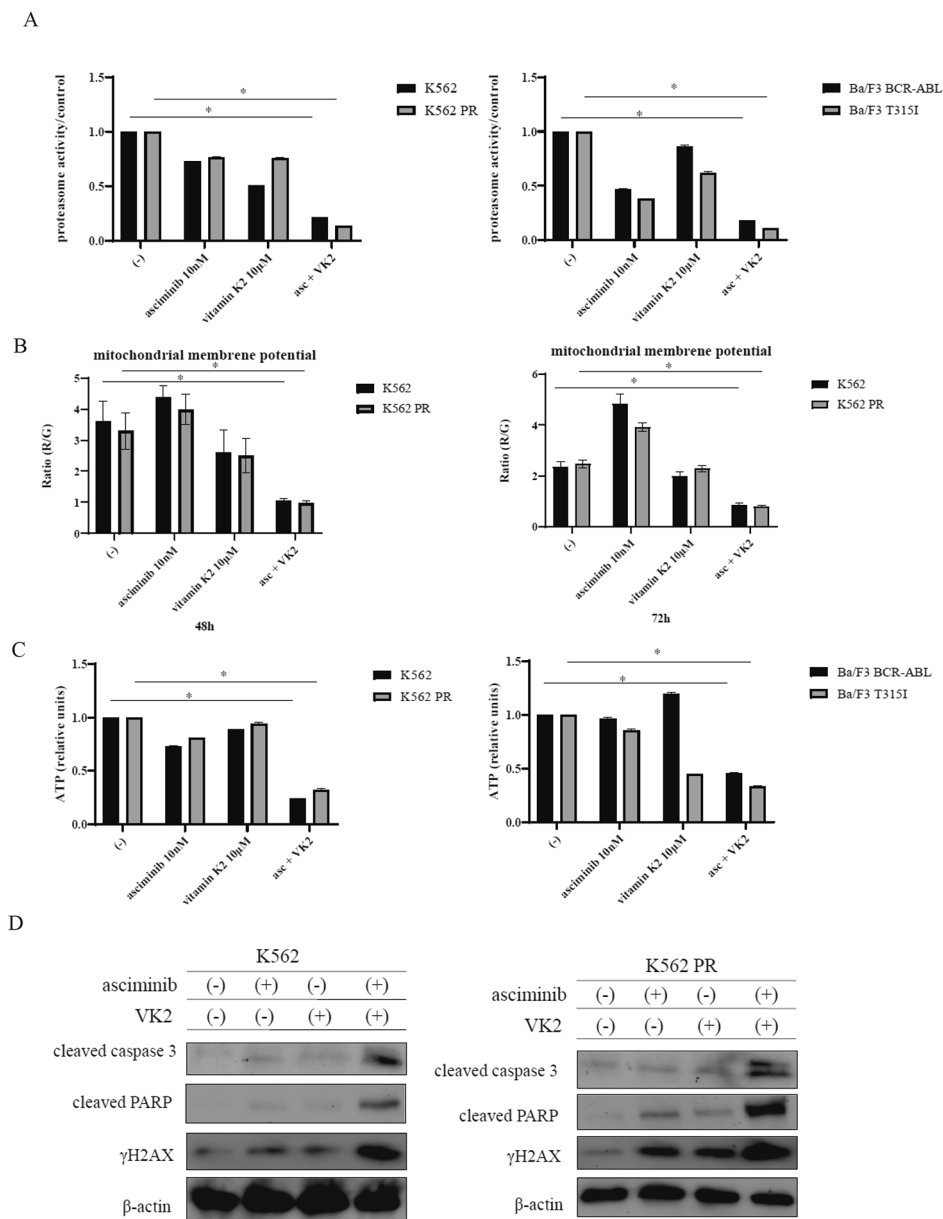 A
proteasome activity/control
1.5
1.0
0.5
0.0
*
*
K562
K562 PR
(-)
asciminib 10nM
vitamin K2 10μM
asc + VK2
proteasome activity/control
1.5
1.0
0.5
0.0
*
*
Ba/F3 BCR-ABL
Ba/F3 T315I
(-)
asciminib 10nM
vitamin K2 10μM
asc + VK2
B
mitochondrial membrene potential
Ratio (R/G)
5
4
3
2
1
0
*
*
K562
K562 PR
(-)
asciminib 10nM
vitamin K2 10μM
asc + VK2
48h
mitochondrial membrene potential
Ratio (R/G)
6
4
2
0
*
*
K562
K562 PR
(-)
asciminib 10nM
vitamin K2 10μM
asc + VK2
72h
C
ATP (relative units)
1.5
1.0
0.5
0.0
*
*
K562
K562 PR
(-)
asciminib 10nM
vitamin K2 10μM
asc + VK2
ATP (relative units)
1.5
1.0
0.5
0.0
*
*
Ba/F3 BCR-ABL
Ba/F3 T315I
(-)
asciminib 10nM
vitamin K2 10μM
asc + VK2
D
K562
asciminib (-) (+) (-) (+)
VK2 (-) (-) (+) (+)
cleaved caspase 3
cleaved PARP
γH2AX
β-actin
K562 PR
asciminib (-) (+) (-) (+)
VK2 (-) (-) (+) (+)
cleaved caspase 3
cleaved PARP
γH2AX
β-actin